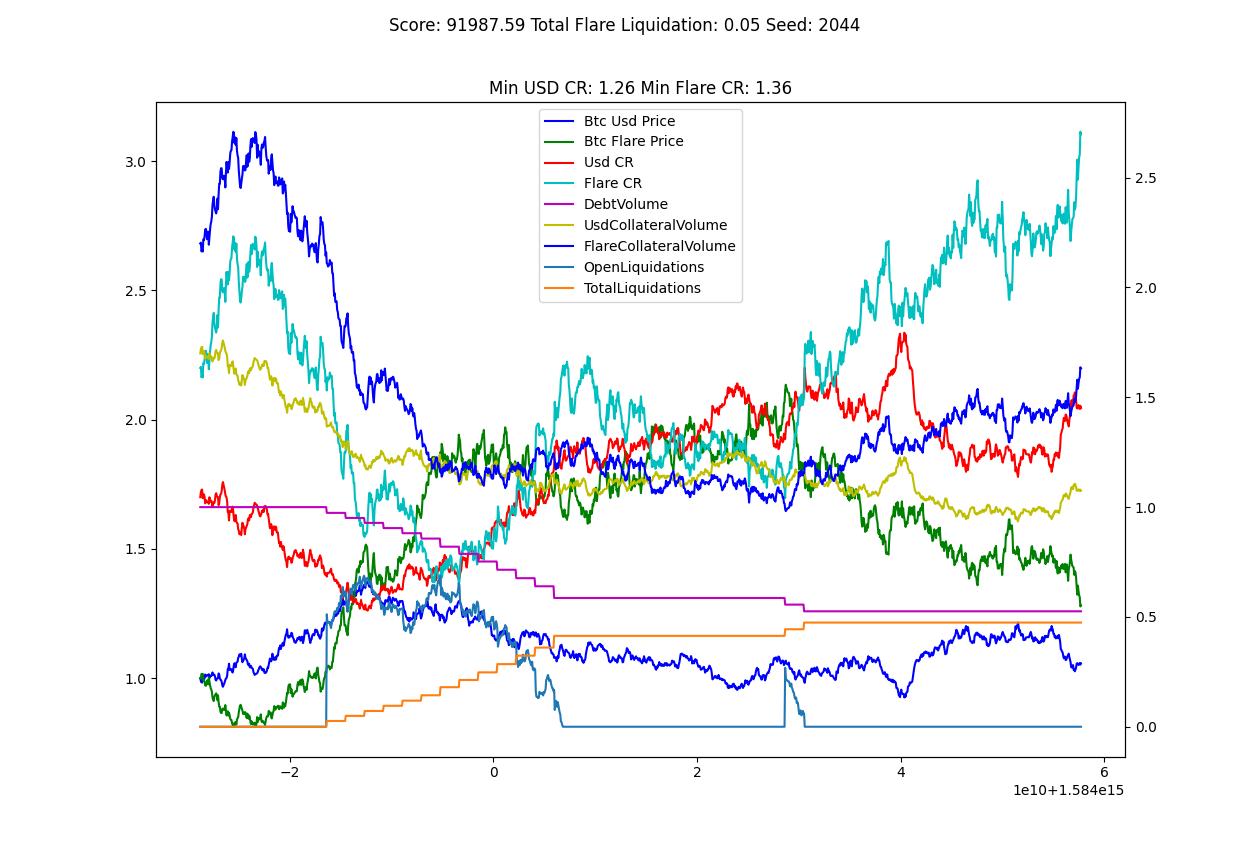 Score: 91987.59 Total Flare Liquidation: 0.05 Seed: 2044
Min USD CR: 1.26 Min Flare CR: 1.36
Btc Usd Price
Btc Flare Price
Usd CR
Flare CR
DebtVolume
UsdCollateralVolume
FlareCollateralVolume
OpenLiquidations
TotalLiquidations
3.0
2.5
2.0
1.5
1.0
2.5
2.0
1.5
1.0
0.5
0.0
−2
0
2
4
6
1e10+1.584e15